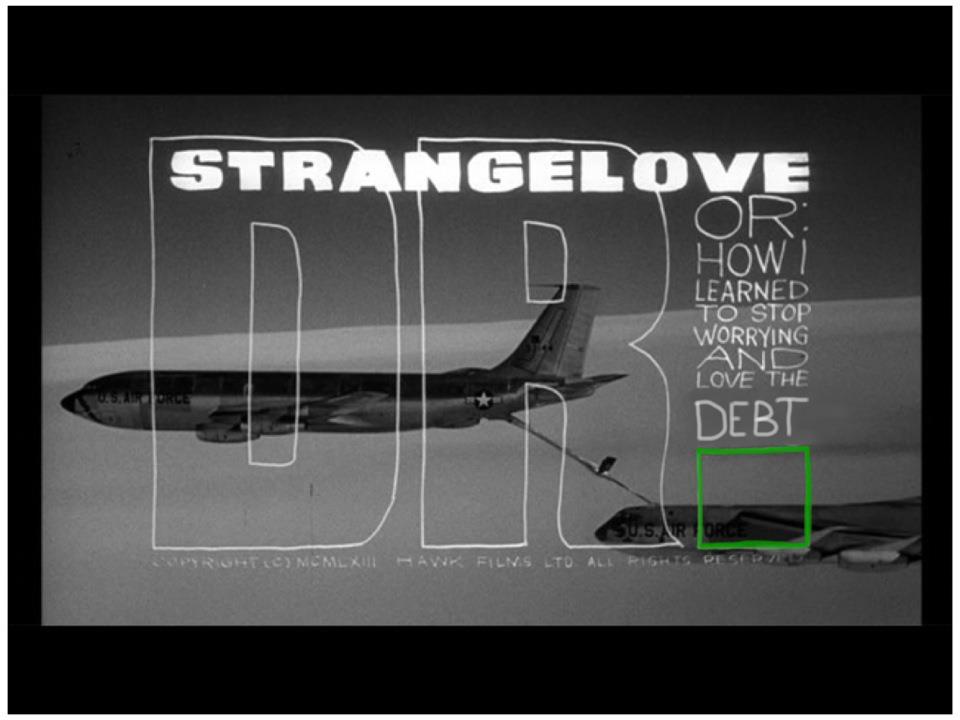 DR
STRANGELOVE
OR:
HOW I
LEARNED
TO STOP
WORRYING
AND
LOVE THE
DEBT
U.S. AIR FORCE
U.S. AIR FORCE
COPYRIGHT (C) MCMLXIII HAWK FILMS LTD. ALL RIGHTS RESERVED